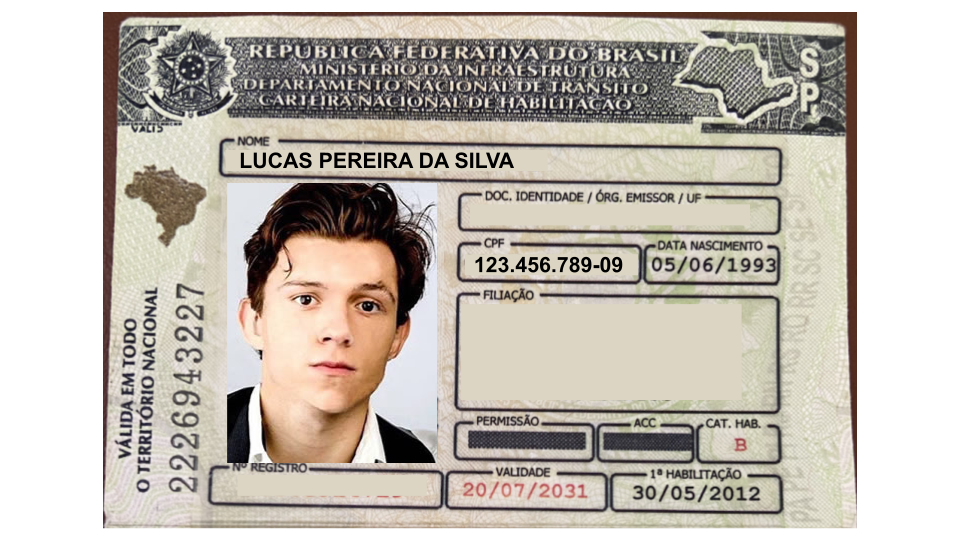 REPÚBLICA FEDERATIVA DO BRASIL
MINISTÉRIO DA INFRAESTRUTURA
DEPARTAMENTO NACIONAL DE TRÂNSITO
CARTEIRA NACIONAL DE HABILITAÇÃO
SP
NOME
LUCAS PEREIRA DA SILVA
DOC. IDENTIDADE / ÓRG. EMISSOR / UF
CPF
123.456.789-09
DATA NASCIMENTO
05/06/1993
FILIAÇÃO
PERMISSÃO
ACC
CAT. HAB.
B
Nº REGISTRO
VALIDADE
20/07/2031
1ª HABILITAÇÃO
30/05/2012
VÁLIDA EM TODO
O TERRITÓRIO NACIONAL
2226943227